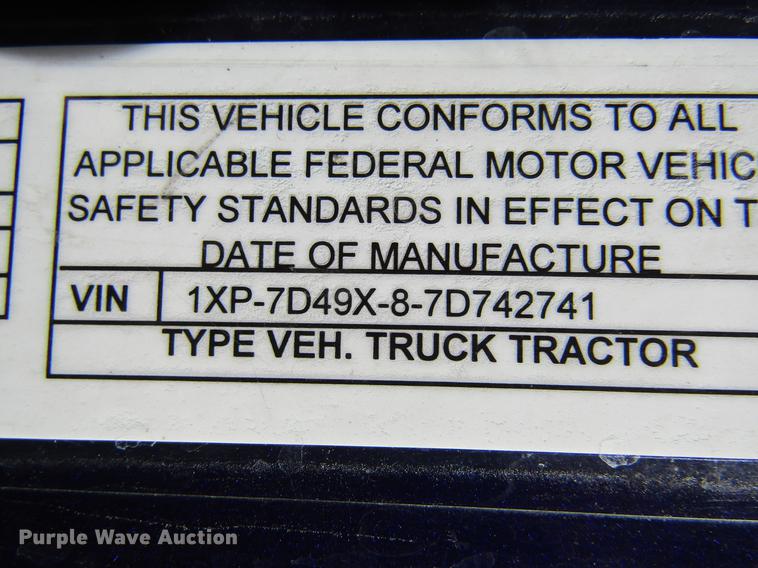 THIS VEHICLE CONFORMS TO ALL
APPLICABLE FEDERAL MOTOR VEHIC
SAFETY STANDARDS IN EFFECT ON T
DATE OF MANUFACTURE
VIN 1XP-7D49X-8-7D742741
TYPE VEH. TRUCK TRACTOR
Purple Wave Auction